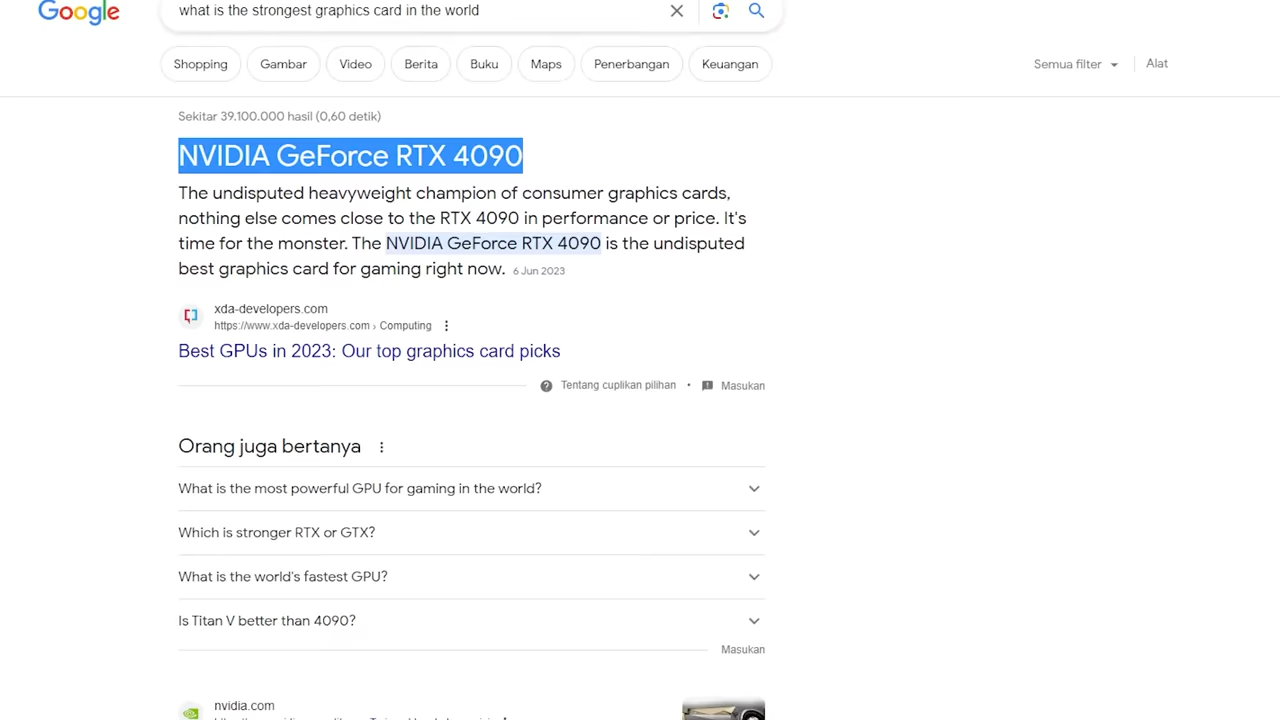 Google
what is the strongest graphics card in the world
Shopping Gambar Video Berita Buku Maps Penerbangan Keuangan Semua filter Alat
Sekitar 39.100.000 hasil (0,60 detik)
NVIDIA GeForce RTX 4090
The undisputed heavyweight champion of consumer graphics cards,
nothing else comes close to the RTX 4090 in performance or price. It's
time for the monster. The NVIDIA GeForce RTX 4090 is the undisputed
best graphics card for gaming right now. 6 Jun 2023
xda-developers.com
https://www.xda-developers.com › Computing
Best GPUs in 2023: Our top graphics card picks
Tentang cuplikan pilihan • Masukan
Orang juga bertanya
What is the most powerful GPU for gaming in the world?
Which is stronger RTX or GTX?
What is the world's fastest GPU?
Is Titan V better than 4090?
Masukan
nvidia.com